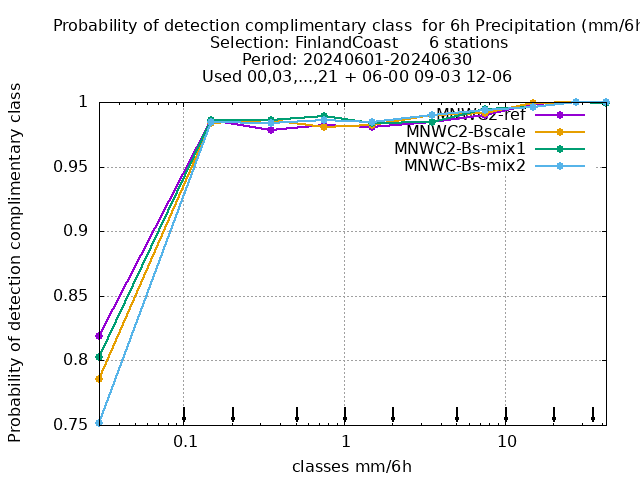 Probability of detection complimentary class  for 6h Precipitation (mm/6h
Selection: FinlandCoast      6 stations
Period: 20240601-20240630
Used 00,03,...,21 + 06-00 09-03 12-06
MNWC2-ref
MNWC2-Bscale
MNWC2-Bs-mix1
MNWC-Bs-mix2
Probability of detection complimentary class
1
0.95
0.9
0.85
0.8
0.75
0.1
1
10
classes mm/6h